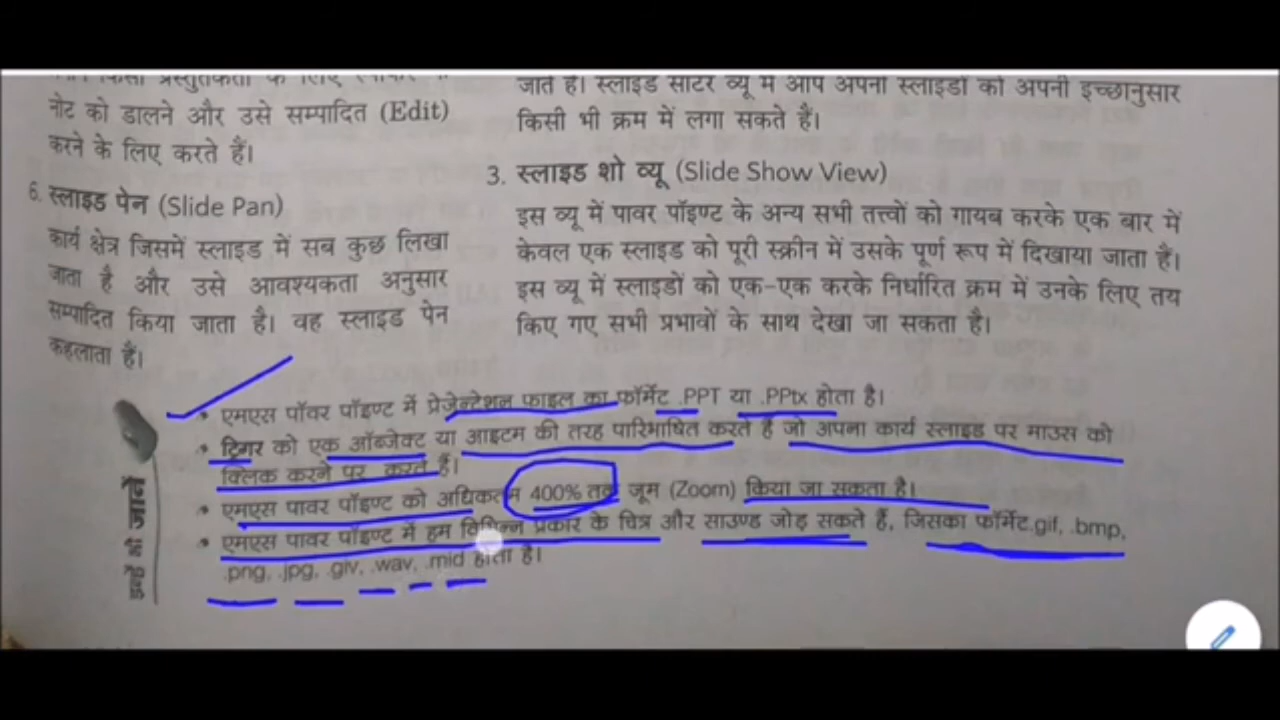 नोट को डालने और उसे सम्पादित (Edit)
करने के लिए करते हैं।
6. स्लाइड पेन (Slide Pan)
कार्य क्षेत्र जिसमें स्लाइड में सब कुछ लिखा
जाता है और उसे आवश्यकता अनुसार
सम्पादित किया जाता है। वह स्लाइड पेन
कहलाता हैं।
जाते हैं। स्लाइड सॉटर व्यू में आप अपनी स्लाइडों को अपनी इच्छानुसार
किसी भी क्रम में लगा सकते हैं।
3. स्लाइड शो व्यू (Slide Show View)
इस व्यू में पावर पॉइण्ट के अन्य सभी तत्त्वों को गायब करके एक बार में
केवल एक स्लाइड को पूरी स्क्रीन में उसके पूर्ण रूप में दिखाया जाता हैं।
इस व्यू में स्लाइडों को एक-एक करके निर्धारित क्रम में उनके लिए तय
किए गए सभी प्रभावों के साथ देखा जा सकता है।
इन्हें भी जानें
• एमएस पॉवर पॉइण्ट में प्रेजेन्टेशन फाइल का फॉर्मेट .PPT या .PPtx होता है।
• ट्रिगर को एक ऑब्जेक्ट या आइटम की तरह पारिभाषित करते हैं जो अपना कार्य स्लाइड पर माउस को
क्लिक करने पर करते हैं।
• एमएस पावर पॉइण्ट को अधिकतम 400% तक जूम (Zoom) किया जा सकता है।
• एमएस पावर पॉइण्ट में हम विभिन्न प्रकार के चित्र और साउण्ड जोड़ सकते हैं, जिसका फॉर्मेट.gif, .bmp,
.png, .jpg, .giv, .wav, .mid होता है।